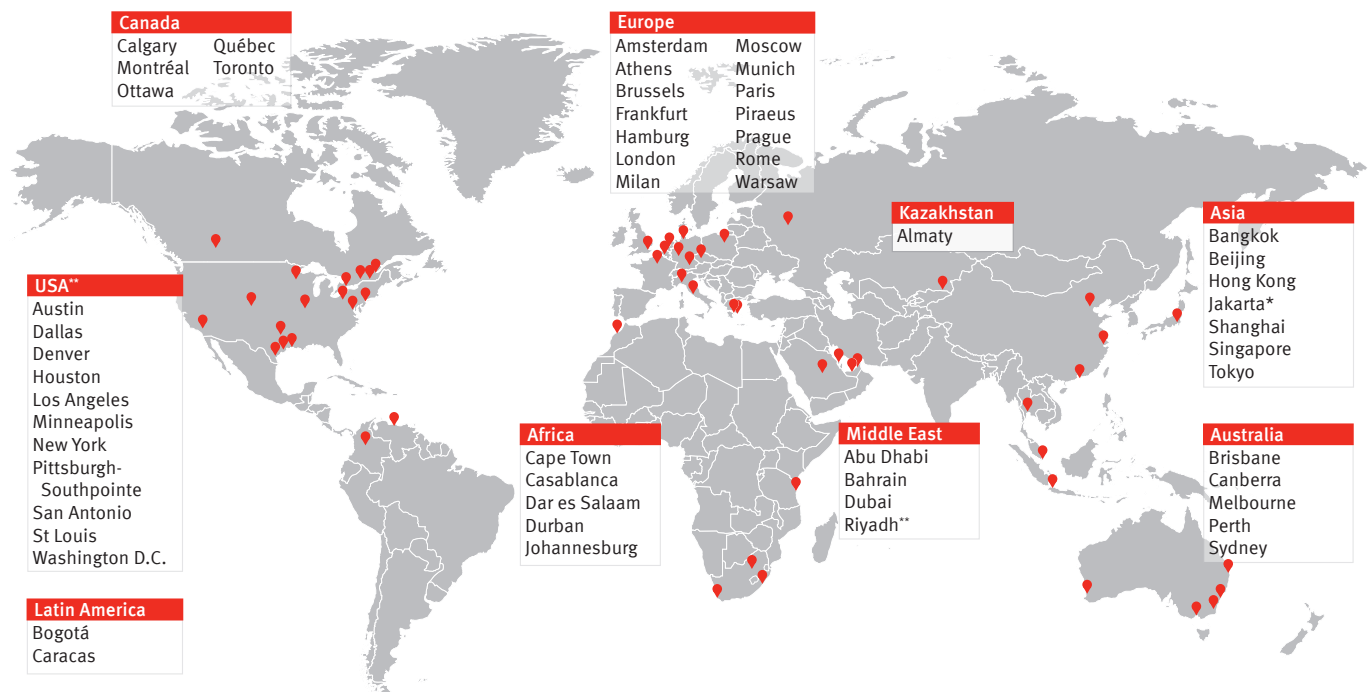 Canada
Calgary Québec
Montréal Toronto
Ottawa
Europe
Amsterdam Moscow
Athens Munich
Brussels Paris
Frankfurt Piraeus
Hamburg Prague
London Rome
Milan Warsaw
Kazakhstan
Almaty
Asia
Bangkok
Beijing
Hong Kong
Jakarta*
Shanghai
Singapore
Tokyo
USA**
Austin
Dallas
Denver
Houston
Los Angeles
Minneapolis
New York
Pittsburgh-
Southpointe
San Antonio
St Louis
Washington D.C.
Africa
Cape Town
Casablanca
Dar es Salaam
Durban
Johannesburg
Middle East
Abu Dhabi
Bahrain
Dubai
Riyadh**
Australia
Brisbane
Canberra
Melbourne
Perth
Sydney
Latin America
Bogotá
Caracas